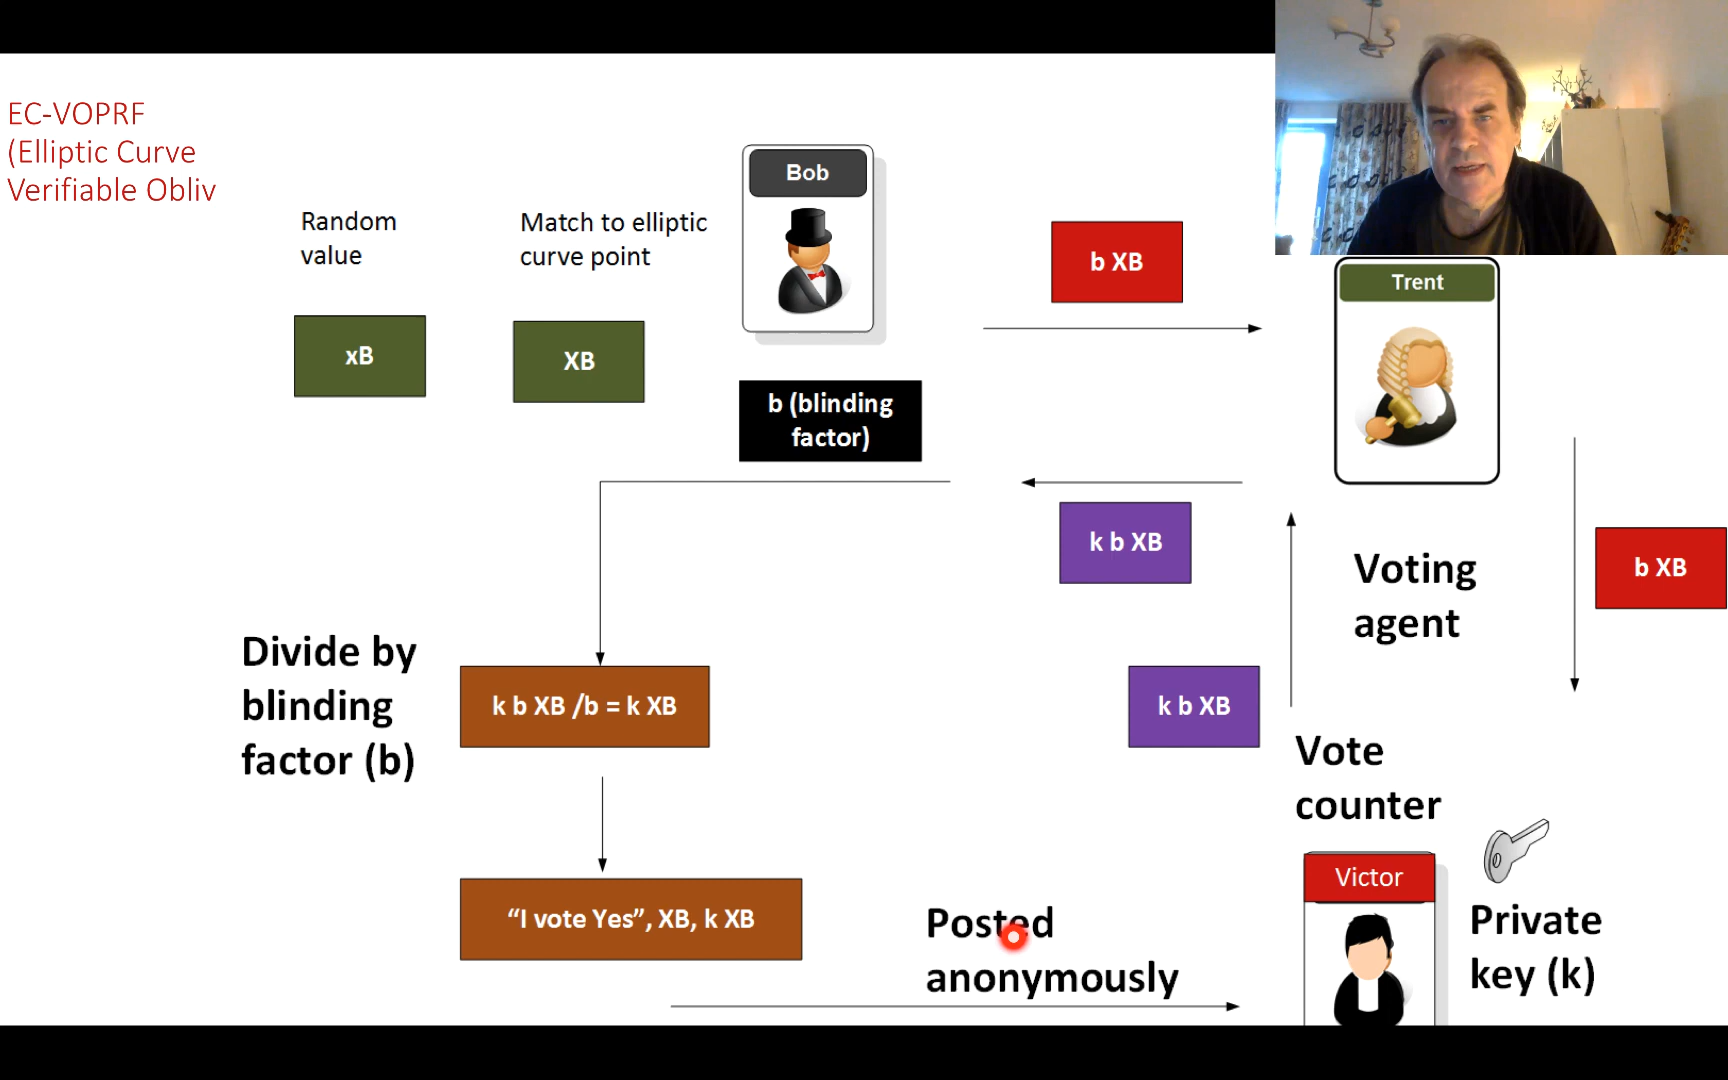 EC-VOPRF
(Elliptic Curve
Verifiable Obliv
Random
value
Match to elliptic
curve point
Bob
b XB
Trent
xB
XB
b (blinding
factor)
k b XB
Voting
agent
b XB
Divide by
blinding
factor (b)
k b XB /b = k XB
k b XB
Vote
counter
"I vote Yes", XB, k XB
Posted
anonymously
Victor
Private
key (k)